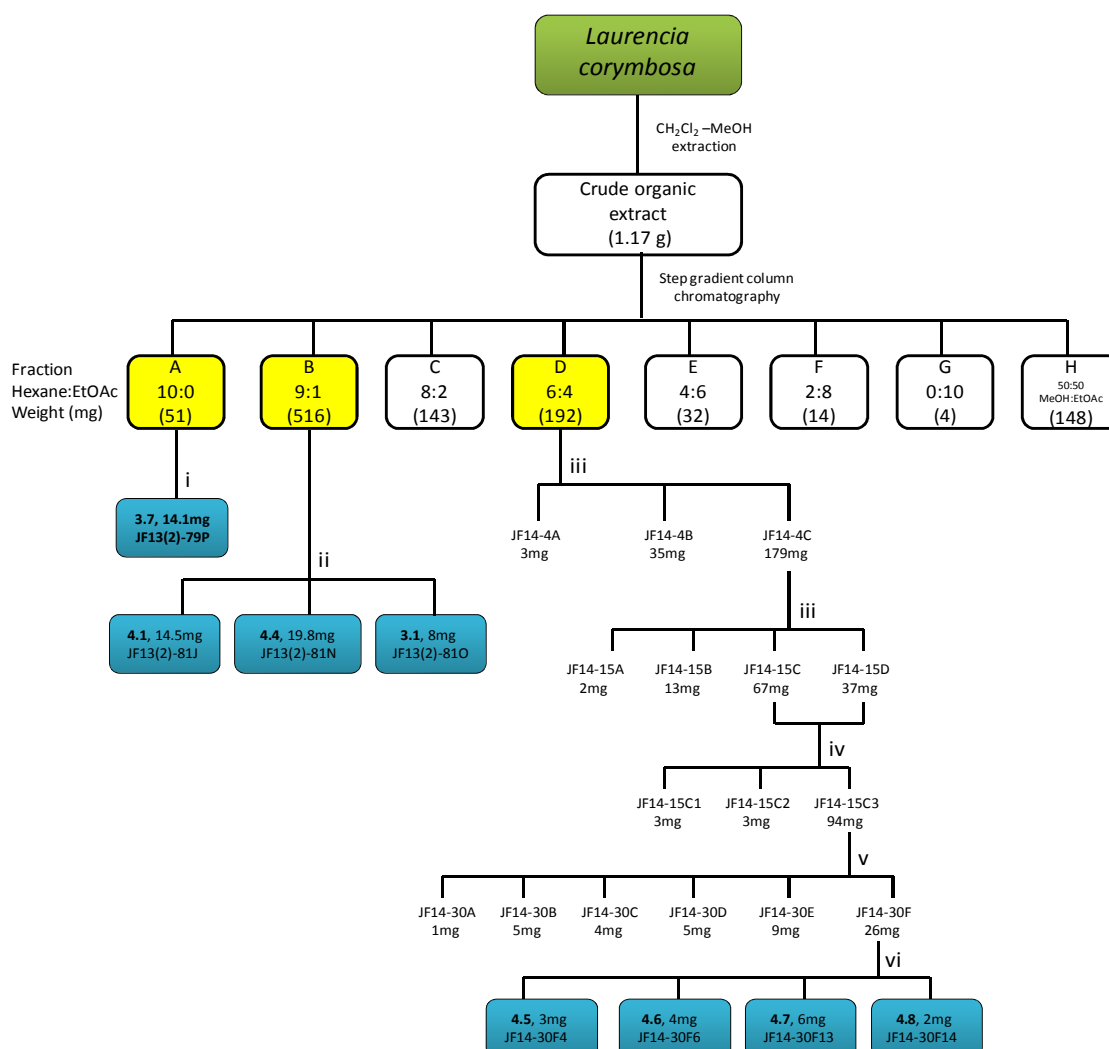 Laurencia
corymbosa
CH₂Cl₂ –MeOH
extraction
Crude organic
extract
(1.17 g)
Step gradient column
chromatography
Fraction
Hexane:EtOAc
Weight (mg)
A
10:0
(51)
B
9:1
(516)
C
8:2
(143)
D
6:4
(192)
E
4:6
(32)
F
2:8
(14)
G
0:10
(4)
H
50:50
MeOH:EtOAc
(148)
i
3.7, 14.1mg
JF13(2)-79P
ii
4.1, 14.5mg
JF13(2)-81J
4.4, 19.8mg
JF13(2)-81N
3.1, 8mg
JF13(2)-81O
iii
JF14-4A
3mg
JF14-4B
35mg
JF14-4C
179mg
iii
JF14-15A
2mg
JF14-15B
13mg
JF14-15C
67mg
JF14-15D
37mg
iv
JF14-15C1
3mg
JF14-15C2
3mg
JF14-15C3
94mg
v
JF14-30A
1mg
JF14-30B
5mg
JF14-30C
4mg
JF14-30D
5mg
JF14-30E
9mg
JF14-30F
26mg
vi
4.5, 3mg
JF14-30F4
4.6, 4mg
JF14-30F6
4.7, 6mg
JF14-30F13
4.8, 2mg
JF14-30F14